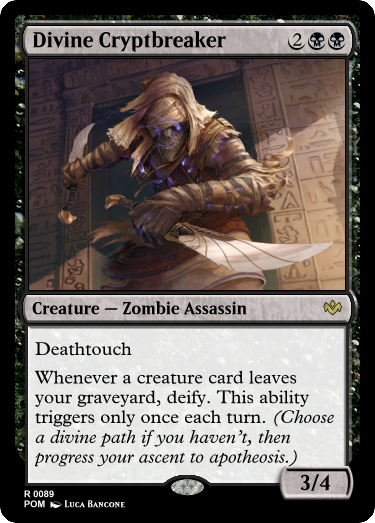 Divine Cryptbreaker 2
Creature — Zombie Assassin
Deathtouch
Whenever a creature card leaves
your graveyard, deify. This ability
triggers only once each turn. (Choose
a divine path if you haven't, then
progress your ascent to apotheosis.)
3/4
R 0089
POM Luca Bancone